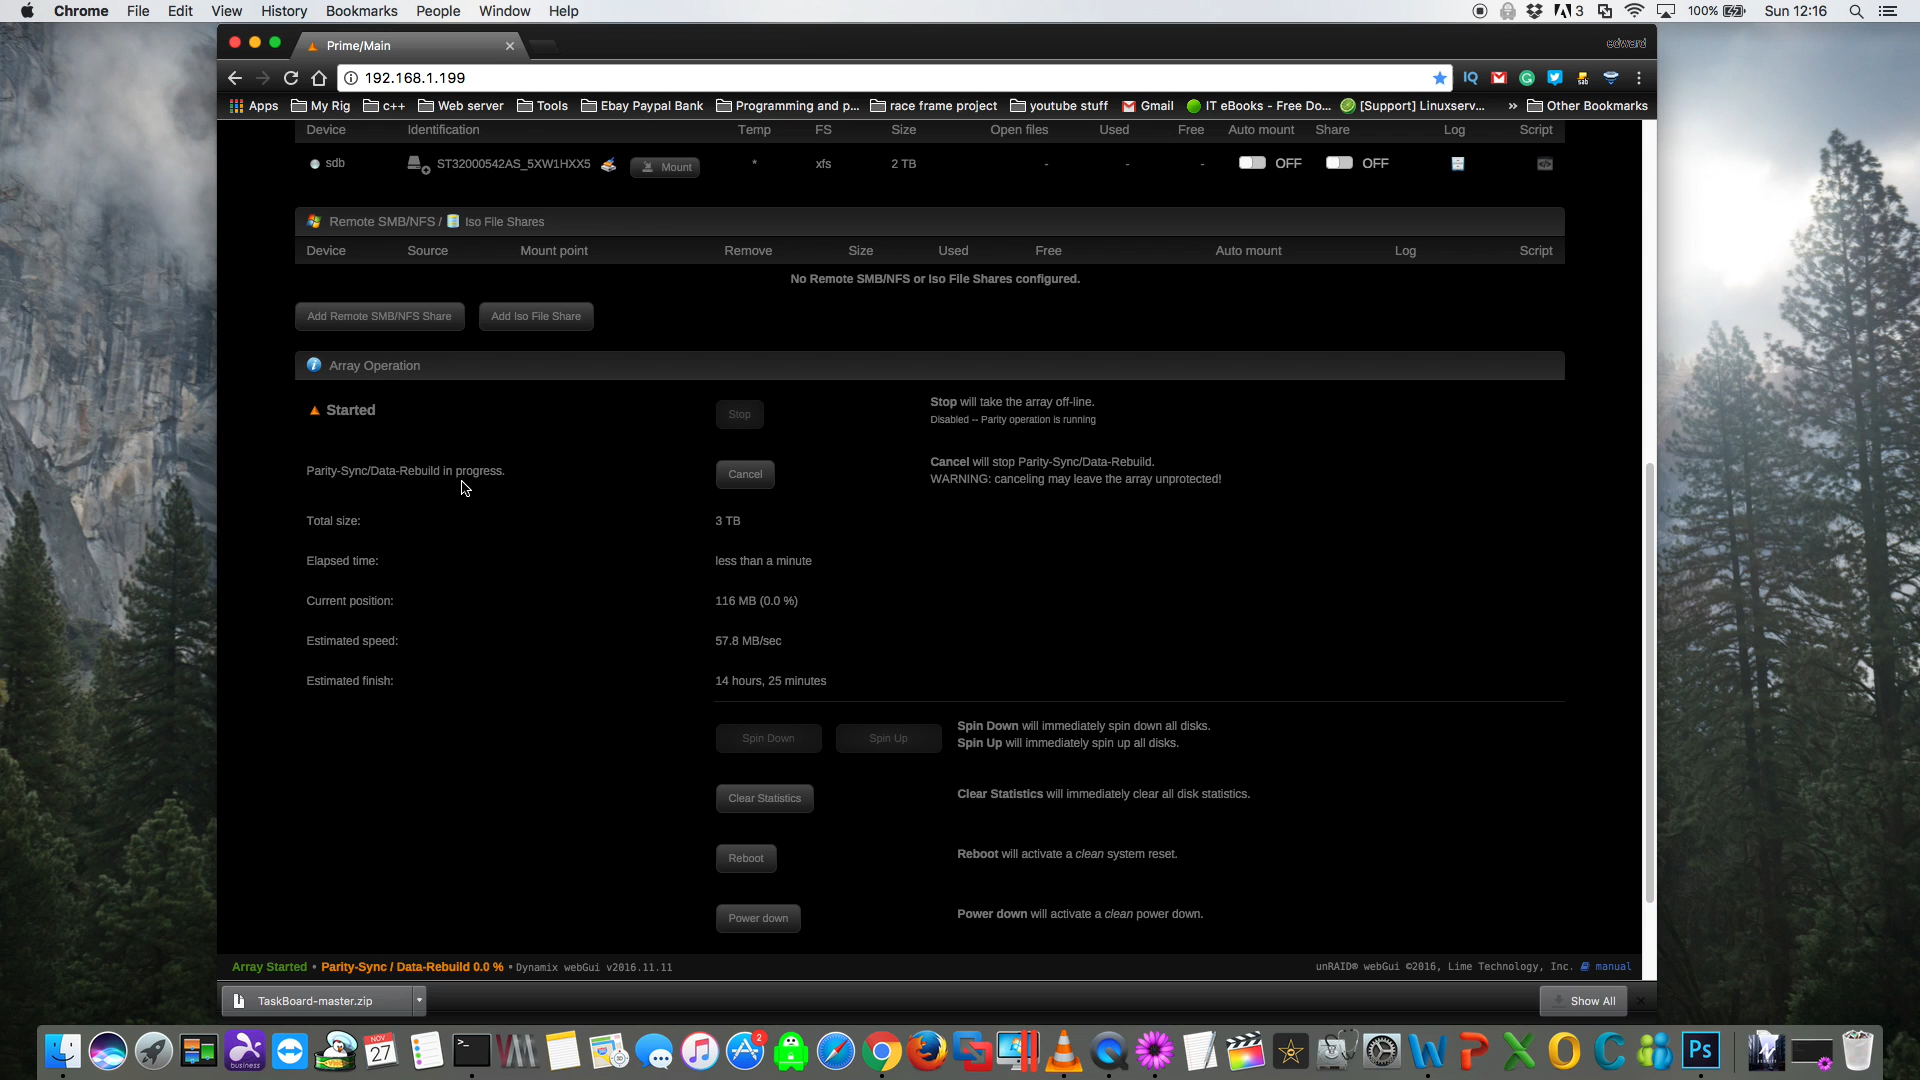 Chrome File Edit View History Bookmarks People Window Help 3 100% Sun 12:16
Prime/Main edward
192.168.1.199 IQ
Apps My Rig c++ Web server Tools Ebay Paypal Bank Programming and p... race frame project youtube stuff Gmail IT eBooks - Free Do... [Support] Linuxserv... » Other Bookmarks
Device Identification Temp FS Size Open files Used Free Auto mount Share Log Script
sdb ST32000542AS_5XW1HXX5 Mount * xfs 2 TB - - - OFF OFF
Remote SMB/NFS / Iso File Shares
Device Source Mount point Remove Size Used Free Auto mount Log Script
No Remote SMB/NFS or Iso File Shares configured.
Add Remote SMB/NFS Share Add Iso File Share
Array Operation
Started Stop Stop will take the array off-line.
Disabled -- Parity operation is running
Parity-Sync/Data-Rebuild in progress. Cancel Cancel will stop Parity-Sync/Data-Rebuild.
WARNING: canceling may leave the array unprotected!
Total size: 3 TB
Elapsed time: less than a minute
Current position: 116 MB (0.0 %)
Estimated speed: 57.8 MB/sec
Estimated finish: 14 hours, 25 minutes
Spin Down Spin Up Spin Down will immediately spin down all disks.
Spin Up will immediately spin up all disks.
Clear Statistics Clear Statistics will immediately clear all disk statistics.
Reboot Reboot will activate a clean system reset.
Power down Power down will activate a clean power down.
Array Started • Parity-Sync / Data-Rebuild 0.0 % • Dynamix webGui v2016.11.11 unRAID® webGui ©2016, Lime Technology, Inc. manual
TaskBoard-master.zip Show All
business NOV 27 2 W P X O C Ps